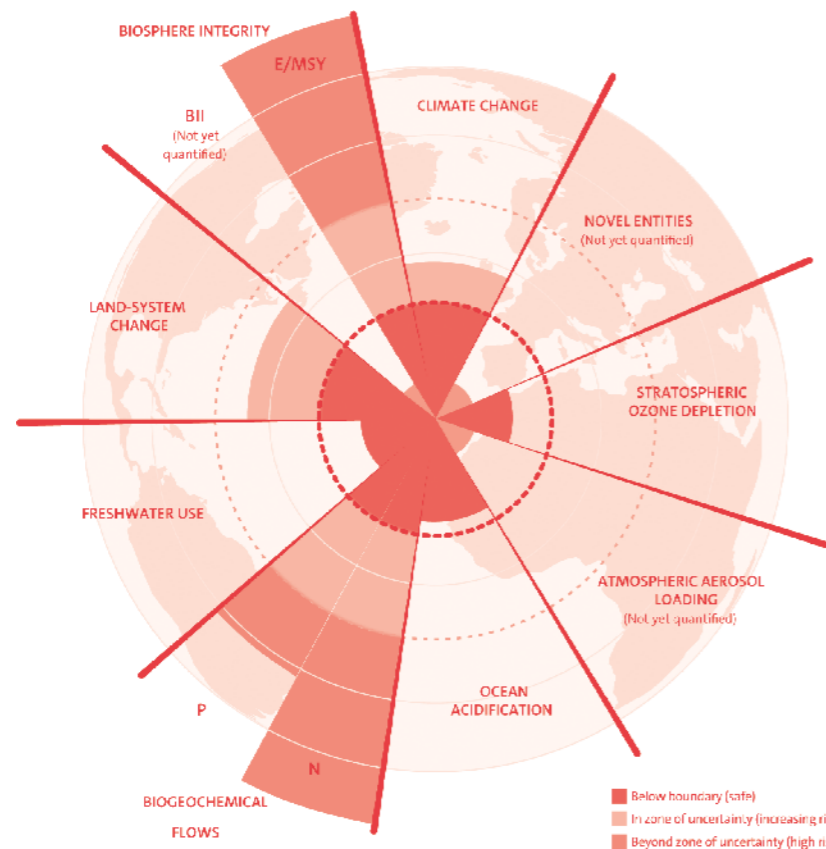 BIOSPHERE INTEGRITY
E/MSY
BII
(Not yet
quantified)
CLIMATE CHANGE
NOVEL ENTITIES
(Not yet quantified)
LAND-SYSTEM
CHANGE
STRATOSPHERIC
OZONE DEPLETION
FRESHWATER USE
ATMOSPHERIC AEROSOL
LOADING
(Not yet quantified)
OCEAN
ACIDIFICATION
P
N
BIOGEOCHEMICAL
FLOWS
Below boundary (safe)
In zone of uncertainty (increasing ri
Beyond zone of uncertainty (high ri